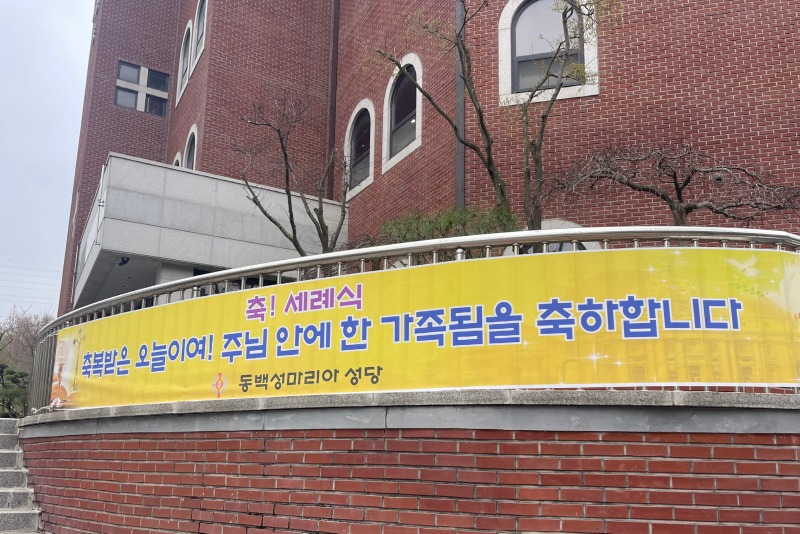 축! 세례식
축복받은 오늘이여! 주님 안에 한 가족됨을 축하합니다
동백성마리아 성당